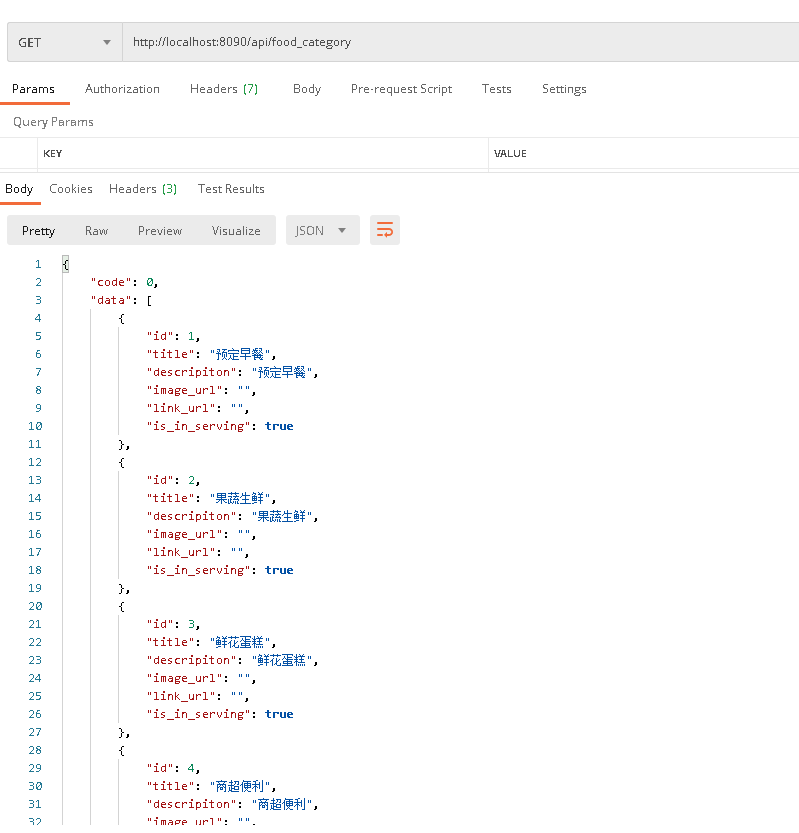 GET http://localhost:8090/api/food_category
Params Authorization Headers (7) Body Pre-request Script Tests Settings
Query Params
KEY VALUE
Body Cookies Headers (3) Test Results
Pretty Raw Preview Visualize JSON
1 {
2 "code": 0,
3 "data": [
4 {
5 "id": 1,
6 "title": "预定早餐",
7 "descripiton": "预定早餐",
8 "image_url": "",
9 "link_url": "",
10 "is_in_serving": true
11 },
12 {
13 "id": 2,
14 "title": "果蔬生鲜",
15 "descripiton": "果蔬生鲜",
16 "image_url": "",
17 "link_url": "",
18 "is_in_serving": true
19 },
20 {
21 "id": 3,
22 "title": "鲜花蛋糕",
23 "descripiton": "鲜花蛋糕",
24 "image_url": "",
25 "link_url": "",
26 "is_in_serving": true
27 },
28 {
29 "id": 4,
30 "title": "商超便利",
31 "descripiton": "商超便利",
32 "image_url": "",